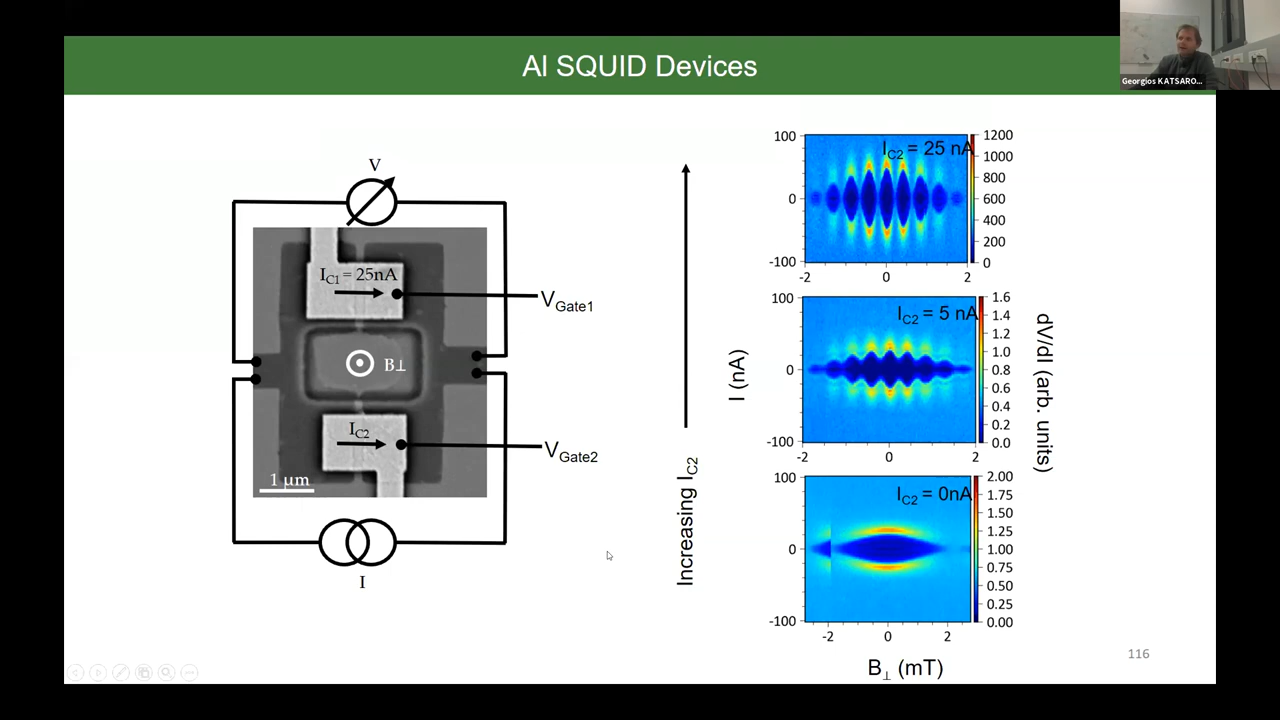 Al SQUID Devices
Georgios KATSARO...
V
I_C1 = 25nA
V_Gate1
B⊥
I_C2
V_Gate2
1 μm
I
Increasing I_C2
I (nA)
I_C2 = 25 nA
100
0
-100
-2
0
2
1200
1000
800
600
400
200
0
I_C2 = 5 nA
100
0
-100
-2
0
2
1.6
1.4
1.2
1.0
0.8
0.6
0.4
0.2
0.0
I_C2 = 0nA
100
0
-100
-2
0
2
2.00
1.75
1.50
1.25
1.00
0.75
0.50
0.25
0.00
dV/dI (arb. units)
B⊥ (mT)
116